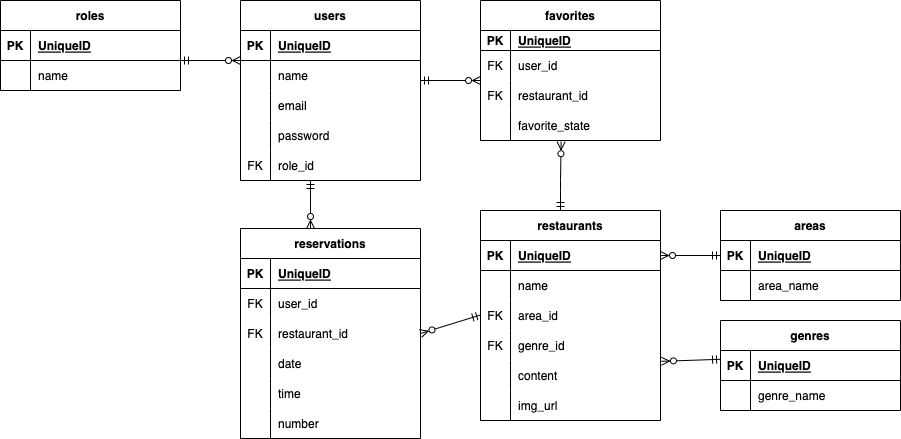 roles
PK UniqueID
name
users
PK UniqueID
name
email
password
FK role_id
favorites
PK UniqueID
FK user_id
FK restaurant_id
favorite_state
reservations
PK UniqueID
FK user_id
FK restaurant_id
date
time
number
restaurants
PK UniqueID
name
FK area_id
FK genre_id
content
img_url
areas
PK UniqueID
area_name
genres
PK UniqueID
genre_name